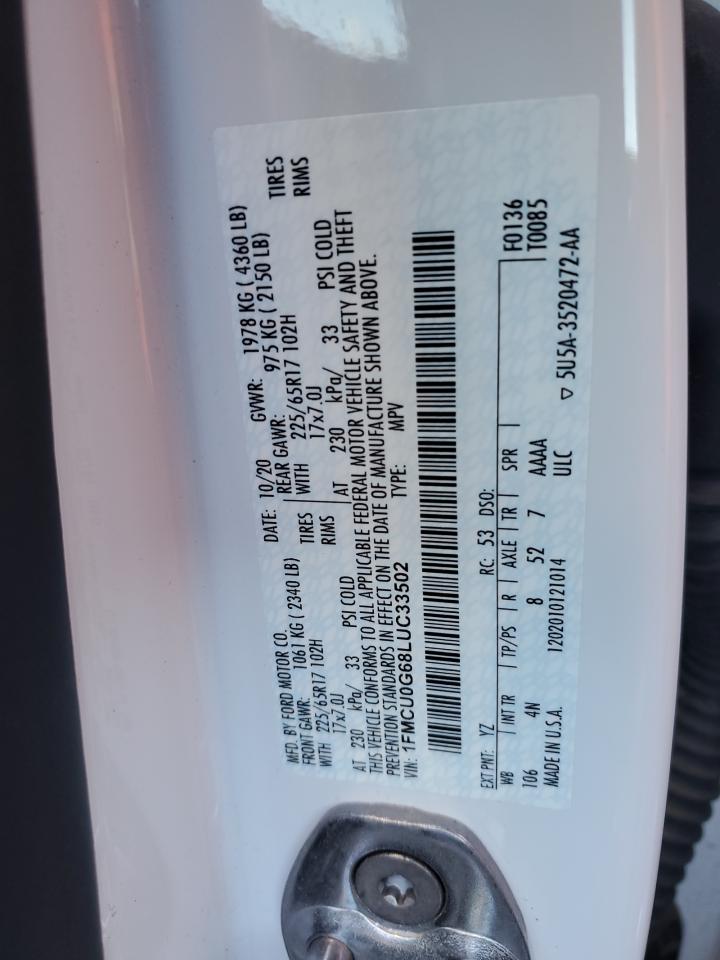 MFD. BY FORD MOTOR CO.
DATE: 10/20 GVWR: 1978 KG ( 4360 LB)
FRONT GAWR: 1061 KG ( 2340 LB) REAR GAWR: 975 KG ( 2150 LB)
WITH 225/65R17 102H TIRES WITH 225/65R17 102H TIRES
17x7.0J RIMS 17x7.0J RIMS
AT 230 kPa/ 33 PSI COLD AT 230 kPa/ 33 PSI COLD
THIS VEHICLE CONFORMS TO ALL APPLICABLE FEDERAL MOTOR VEHICLE SAFETY AND THEFT
PREVENTION STANDARDS IN EFFECT ON THE DATE OF MANUFACTURE SHOWN ABOVE.
VIN: 1FMCU0G68LUC33502 TYPE: MPV
EXT PNT: YZ RC: 53 DSO:
WB INT TR TP/PS R AXLE TR SPR F0136
106 4N 8 52 7 AAAA T0085
MADE IN U.S.A. 1202010121014 ULC
▽ 5U5A-3520472-AA